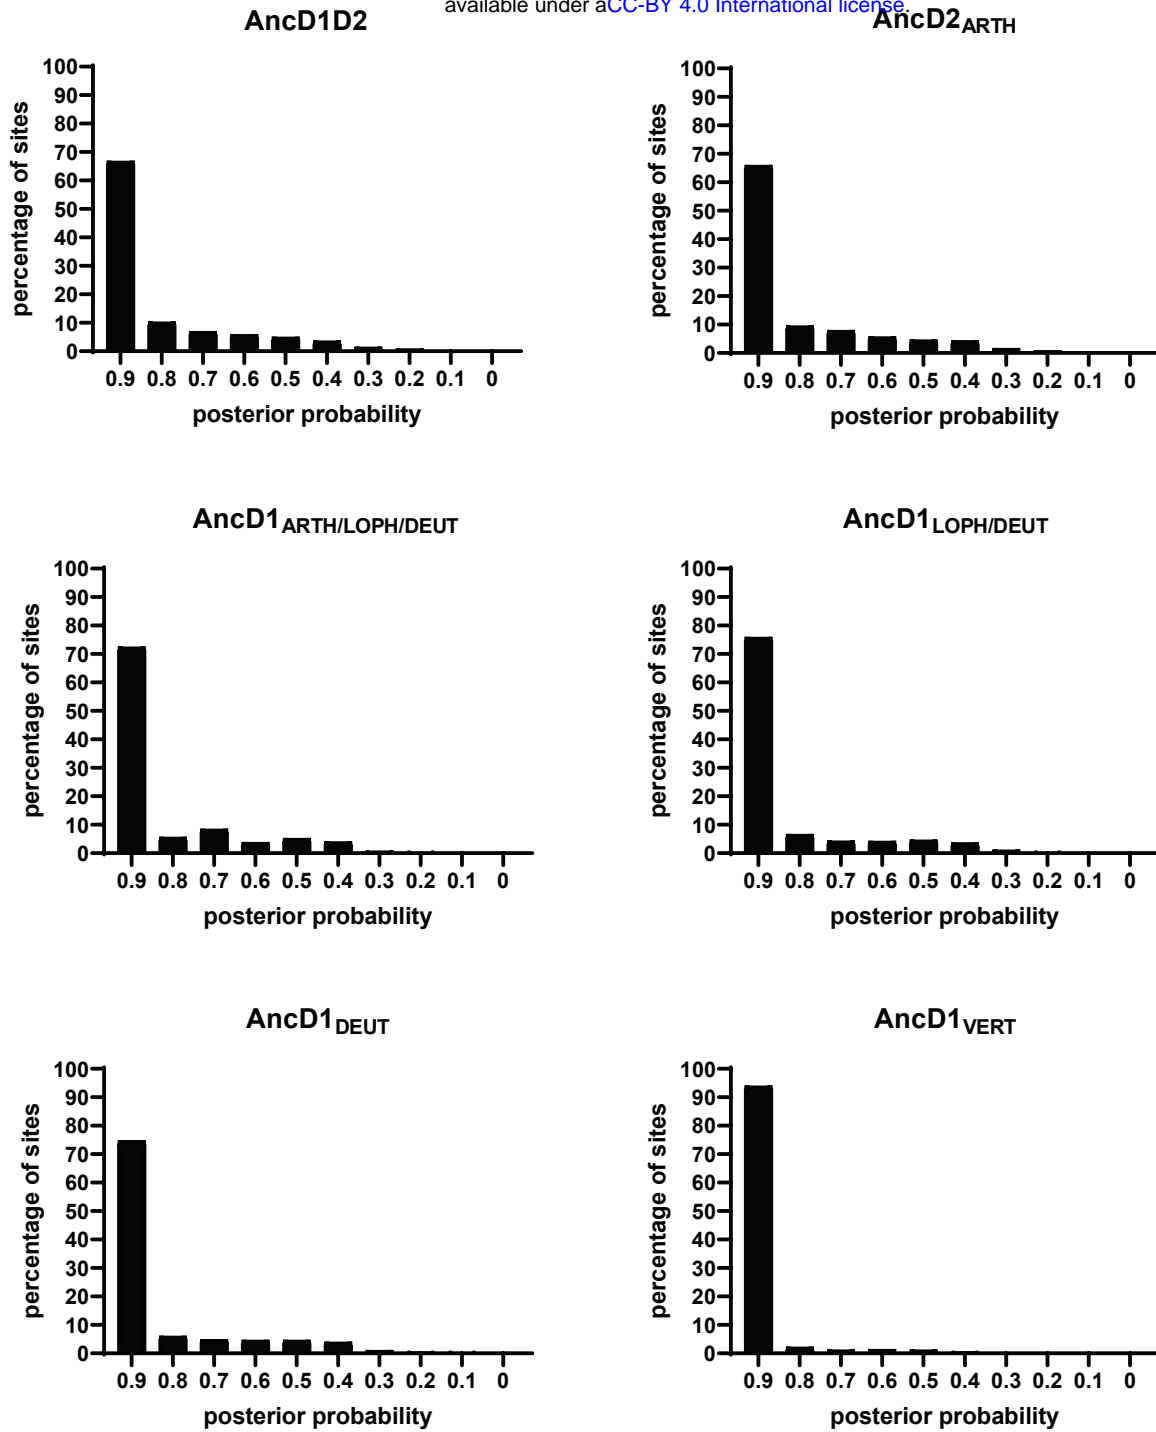 available under aCC-BY 4.0 International license.
AncD1D2
100
90
80
70
60
50
40
30
20
10
0
percentage of sites
0.9 0.8 0.7 0.6 0.5 0.4 0.3 0.2 0.1 0
posterior probability
AncD2ARTH
100
90
80
70
60
50
40
30
20
10
0
percentage of sites
0.9 0.8 0.7 0.6 0.5 0.4 0.3 0.2 0.1 0
posterior probability
AncD1ARTH/LOPH/DEUT
100
90
80
70
60
50
40
30
20
10
0
percentage of sites
0.9 0.8 0.7 0.6 0.5 0.4 0.3 0.2 0.1 0
posterior probability
AncD1LOPH/DEUT
100
90
80
70
60
50
40
30
20
10
0
percentage of sites
0.9 0.8 0.7 0.6 0.5 0.4 0.3 0.2 0.1 0
posterior probability
AncD1DEUT
100
90
80
70
60
50
40
30
20
10
0
percentage of sites
0.9 0.8 0.7 0.6 0.5 0.4 0.3 0.2 0.1 0
posterior probability
AncD1VERT
100
90
80
70
60
50
40
30
20
10
0
percentage of sites
0.9 0.8 0.7 0.6 0.5 0.4 0.3 0.2 0.1 0
posterior probability